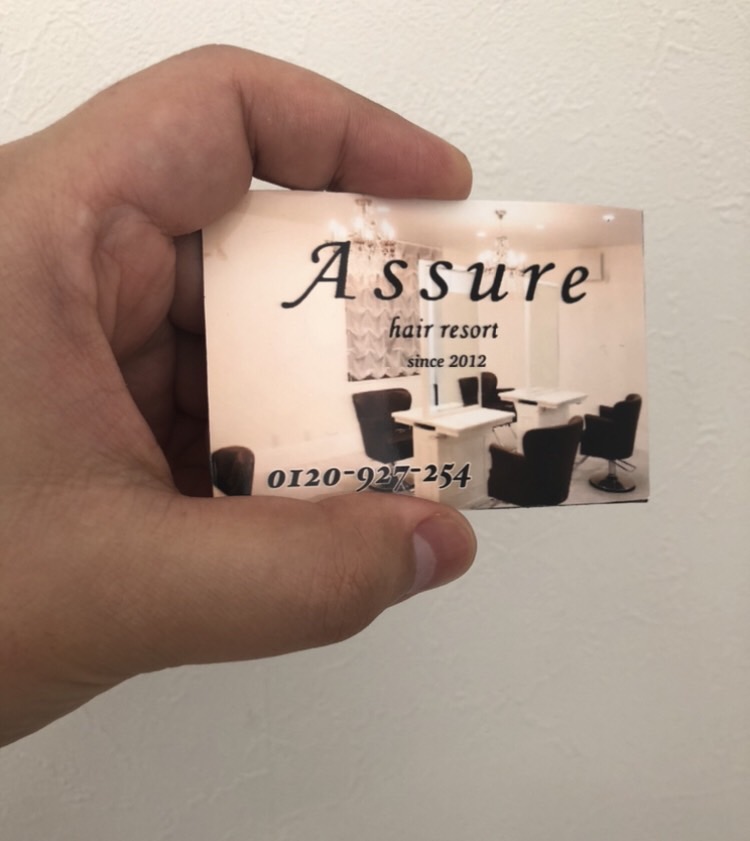 Assure
hair resort
since 2012
0120-927-254